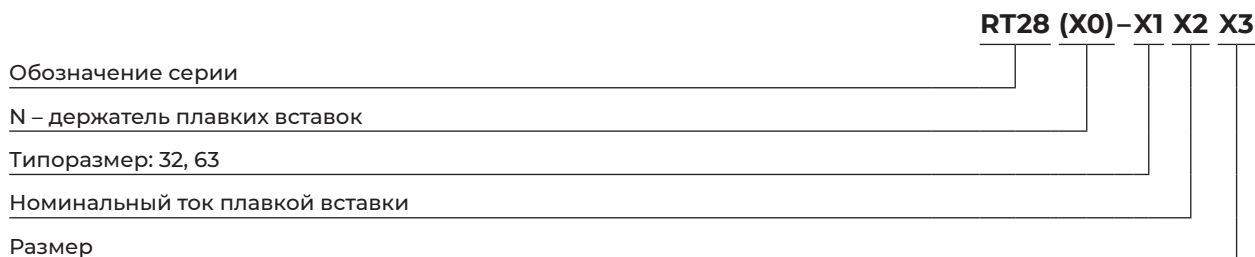 RT28 (X0)–X1 X2 X3
Обозначение серии
N – держатель плавких вставок
Типоразмер: 32, 63
Номинальный ток плавкой вставки
Размер